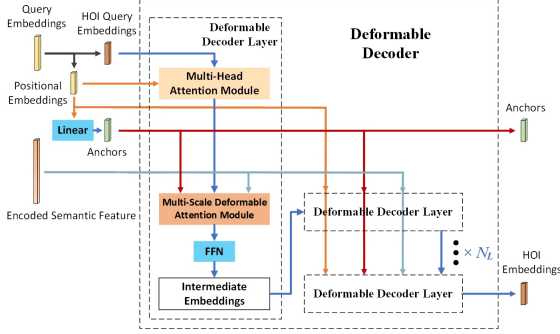 Query
Embeddings
HOI Query
Embeddings
Deformable
Decoder Layer
Deformable
Decoder
Multi-Head
Attention Module
Positional
Embeddings
Linear
Anchors
Anchors
Encoded Semantic Feature
Multi-Scale Deformable
Attention Module
Deformable Decoder Layer
FFN
× N_L
HOI
Embeddings
Intermediate
Embeddings
Deformable Decoder Layer